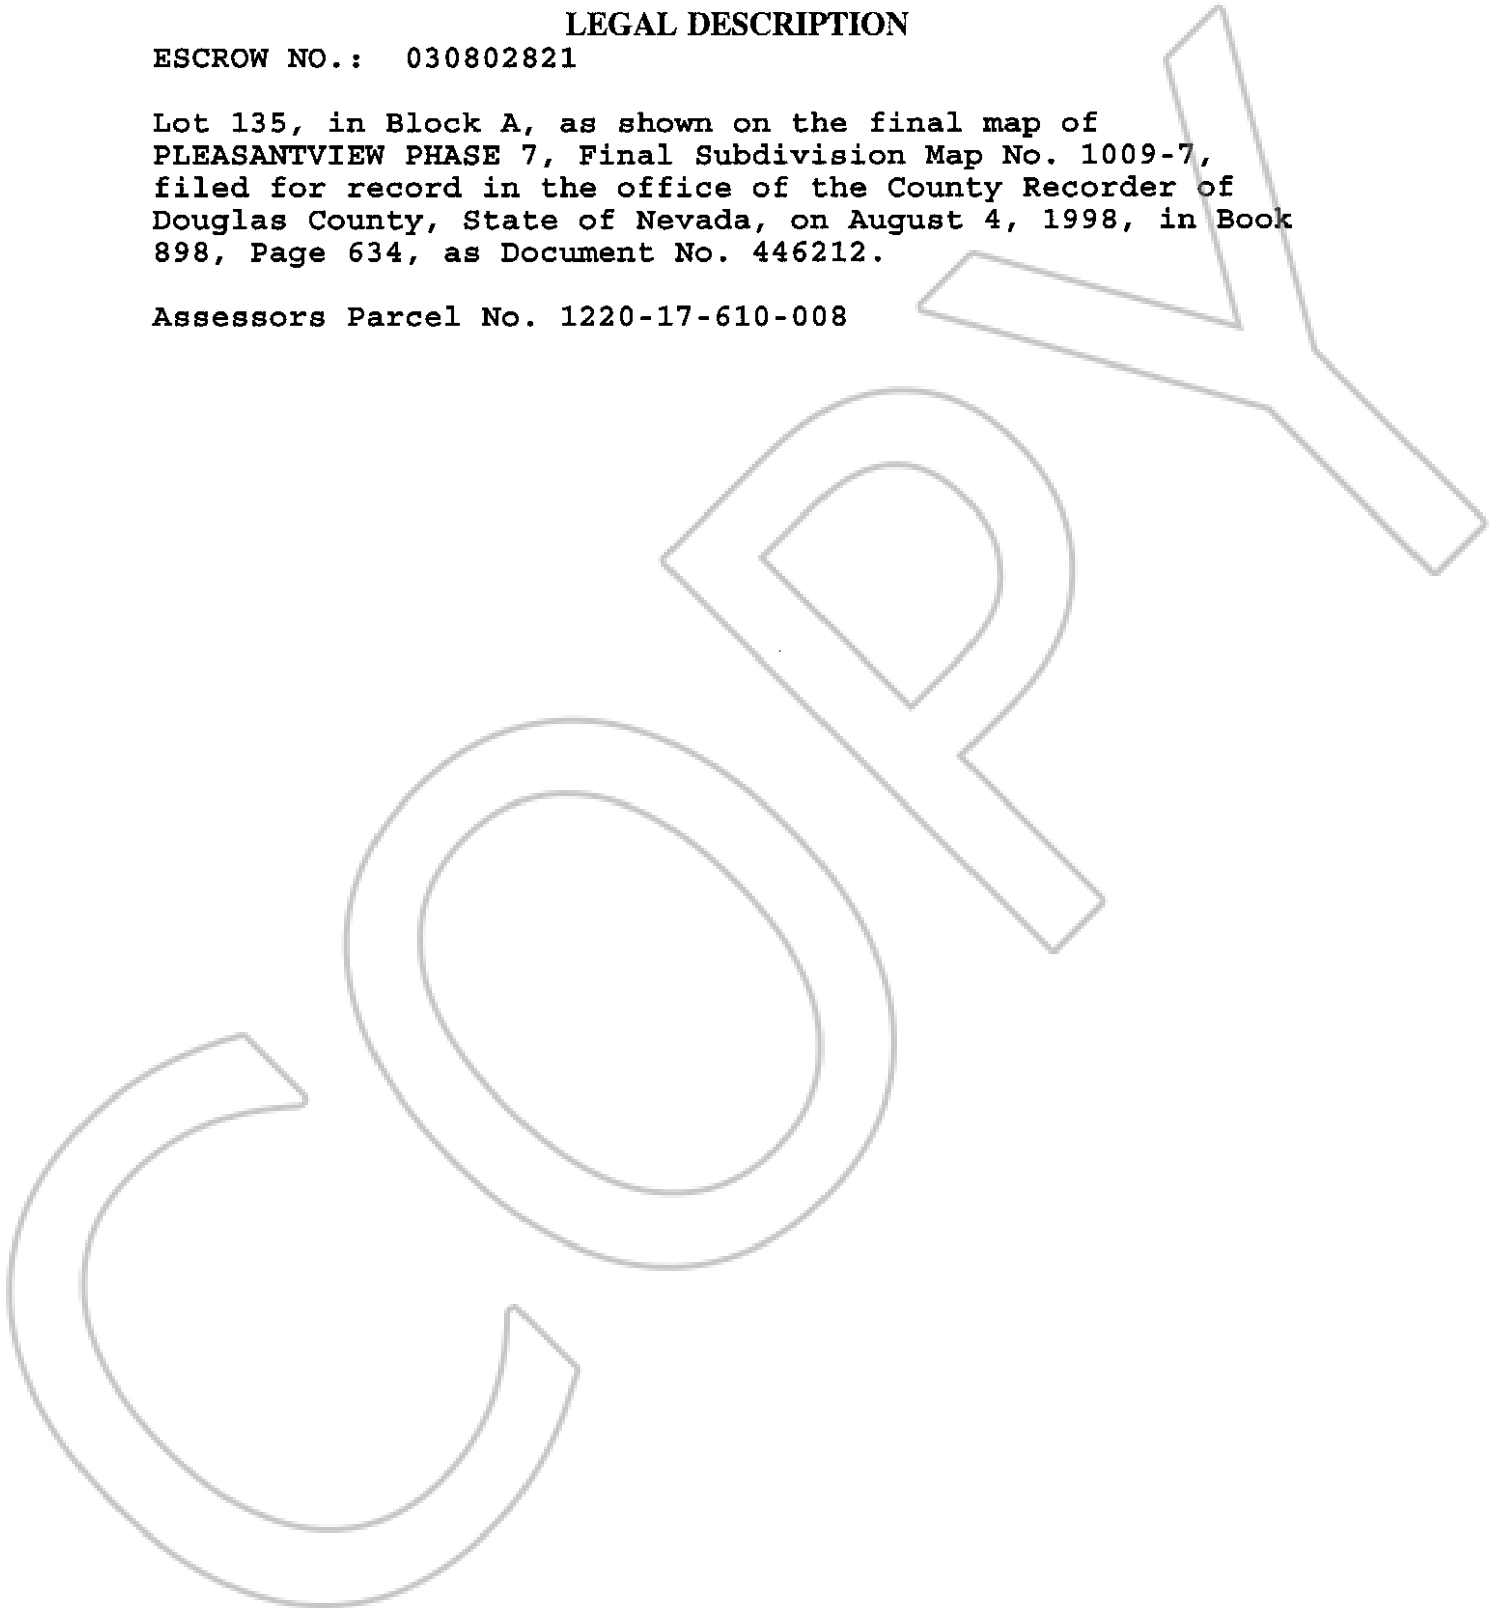 LEGAL DESCRIPTION
ESCROW NO.: 030802821
Lot 135, in Block A, as shown on the final map of
PLEASANTVIEW PHASE 7, Final Subdivision Map No. 1009-7,
filed for record in the office of the County Recorder of
Douglas County, State of Nevada, on August 4, 1998, in Book
898, Page 634, as Document No. 446212.
Assessors Parcel No. 1220-17-610-008
COPY